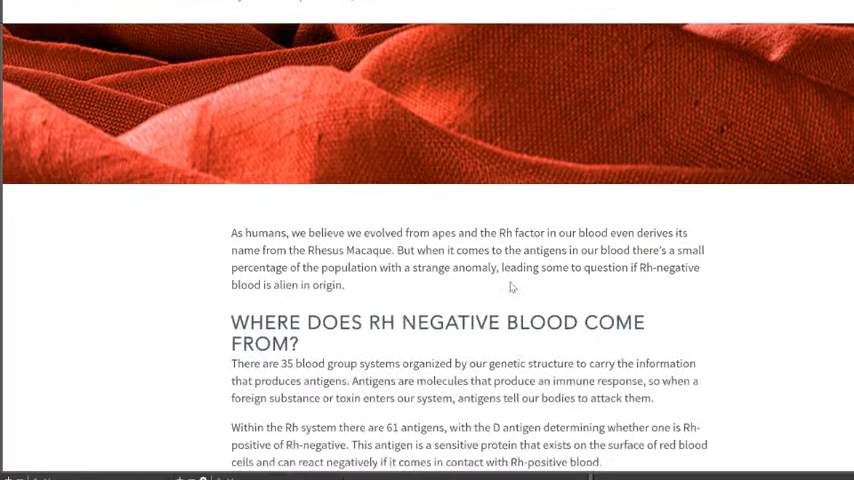 As humans, we believe we evolved from apes and the Rh factor in our blood even derives its
name from the Rhesus Macaque. But when it comes to the antigens in our blood there's a small
percentage of the population with a strange anomaly, leading some to question if Rh-negative
blood is alien in origin.
WHERE DOES RH NEGATIVE BLOOD COME
FROM?
There are 35 blood group systems organized by our genetic structure to carry the information
that produces antigens. Antigens are molecules that produce an immune response, so when a
foreign substance or toxin enters our system, antigens tell our bodies to attack them.
Within the Rh system there are 61 antigens, with the D antigen determining whether one is Rh-
positive of Rh-negative. This antigen is a sensitive protein that exists on the surface of red blood
cells and can react negatively if it comes in contact with Rh-positive blood.